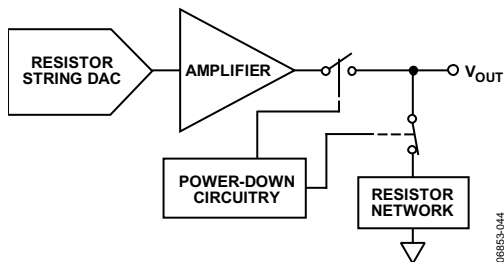 RESISTOR
STRING DAC
AMPLIFIER
VOUT
POWER-DOWN
CIRCUITRY
RESISTOR
NETWORK
06853-044